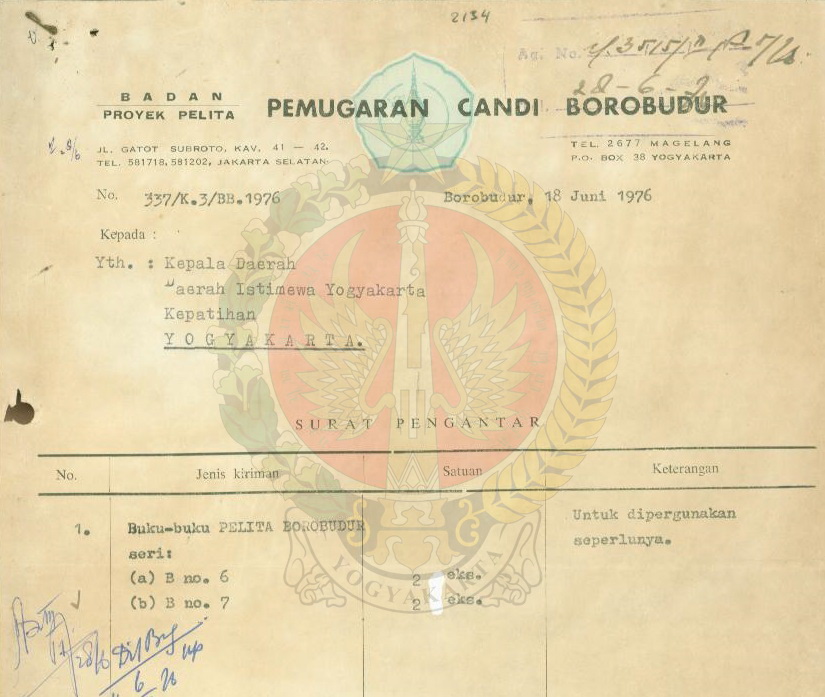 2134
Ag. No.
28-6-
BADAN
PROYEK PELITA
PEMUGARAN CANDI BOROBUDUR
JL. GATOT SUBROTO, KAV. 41 — 42.
TEL. 581718, 581202, JAKARTA SELATAN.
TEL. 2677 MAGELANG
P.O. BOX 38 YOGYAKARTA
No. 337/K.3/BB.1976
Borobudur, 18 Juni 1976
Kepada :
Yth. : Kepala Daerah
Daerah Istimewa Yogyakarta
Kepatihan
YOGYAKARTA.
SURAT PENGANTAR
No. Jenis kiriman Satuan Keterangan
1. Buku-buku PELITA BOROBUDUR
seri:
(a) B no. 6 2 eks.
(b) B no. 7 2 eks.
Untuk dipergunakan
seperlunya.
YOGYAKARTA